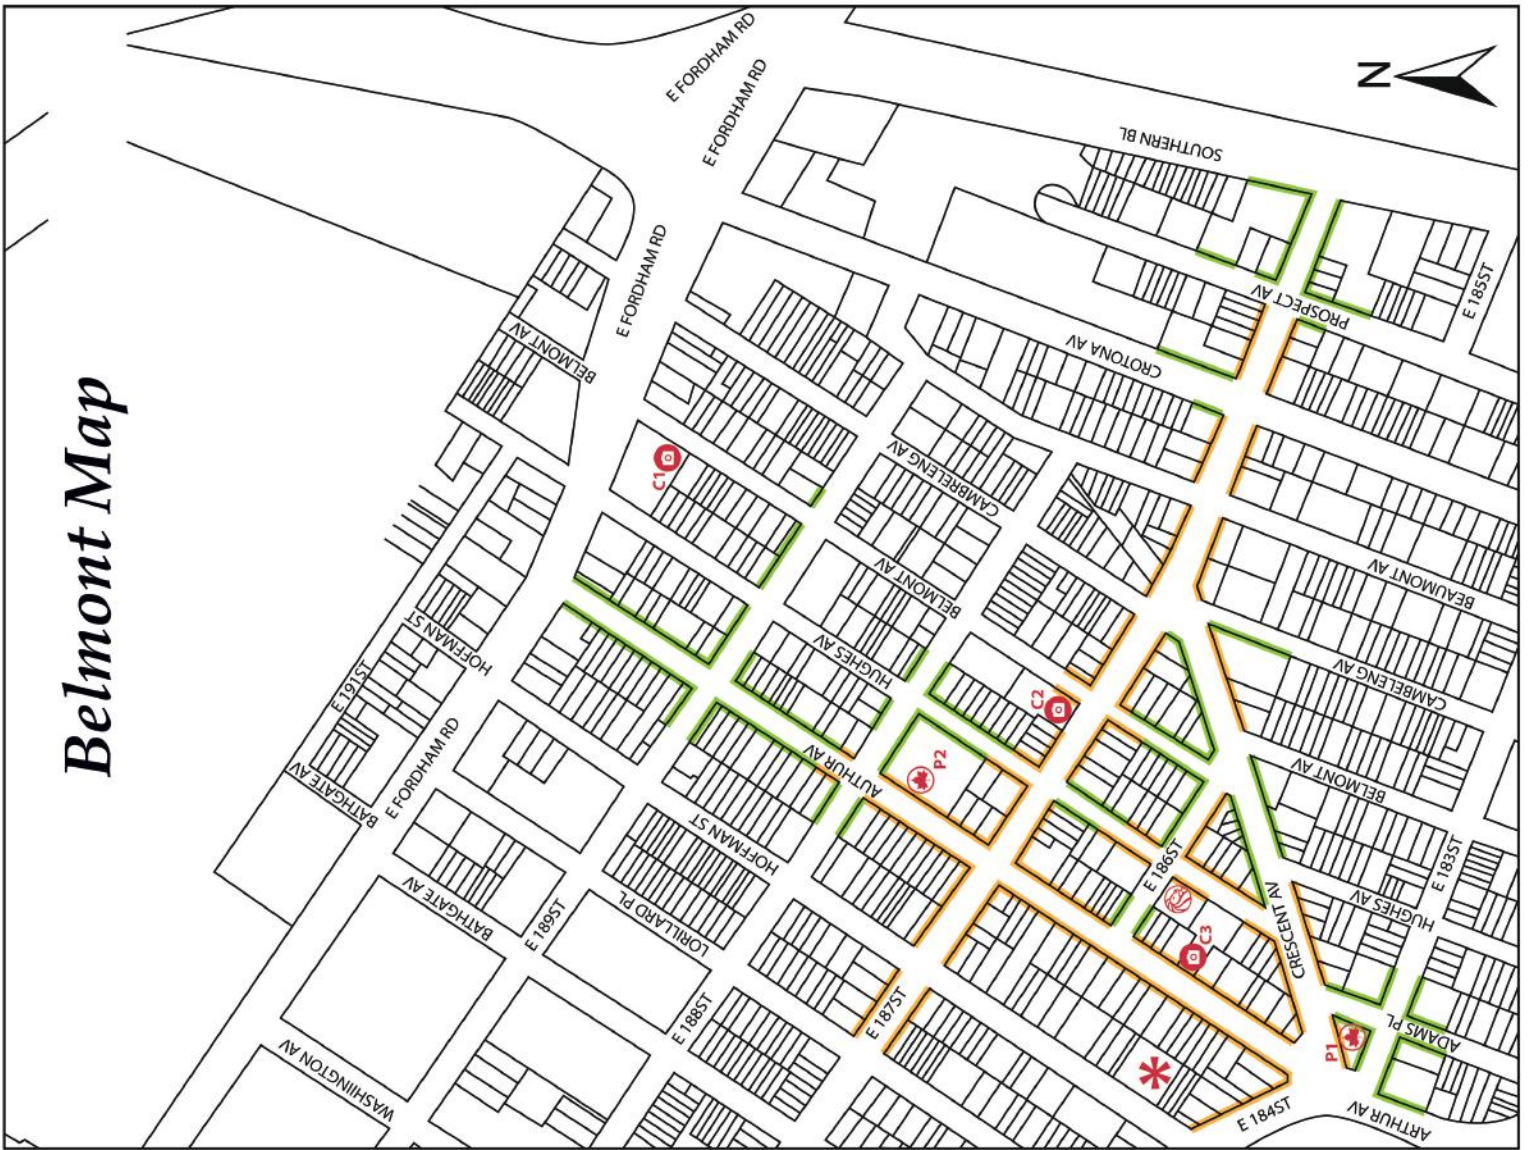 Belmont Map
N
E FORDHAM RD
E FORDHAM RD
E FORDHAM RD
SOUTHERN BL
PROSPECT AV
E 185ST
CROTONA AV
BELMONT AV
C1
CAMBRELENG AV
BELMONT AV
BEAUMONT AV
HOFFMAN ST
HUGHES AV
CAMBELENG AV
E 191ST
C2
E FORDHAM RD
BATHGATE AV
AUTHUR AV
P2
BELMONT AV
HOFFMAN ST
E 186ST
E 183ST
BATHGATE AV
E 189ST
LORILLARD PL
HUGHES AV
CRESCENT AV
C3
E 188ST
E 187ST
ADAMS PL
P1
WASHINGTON AV
E 184ST
ARTHUR AV